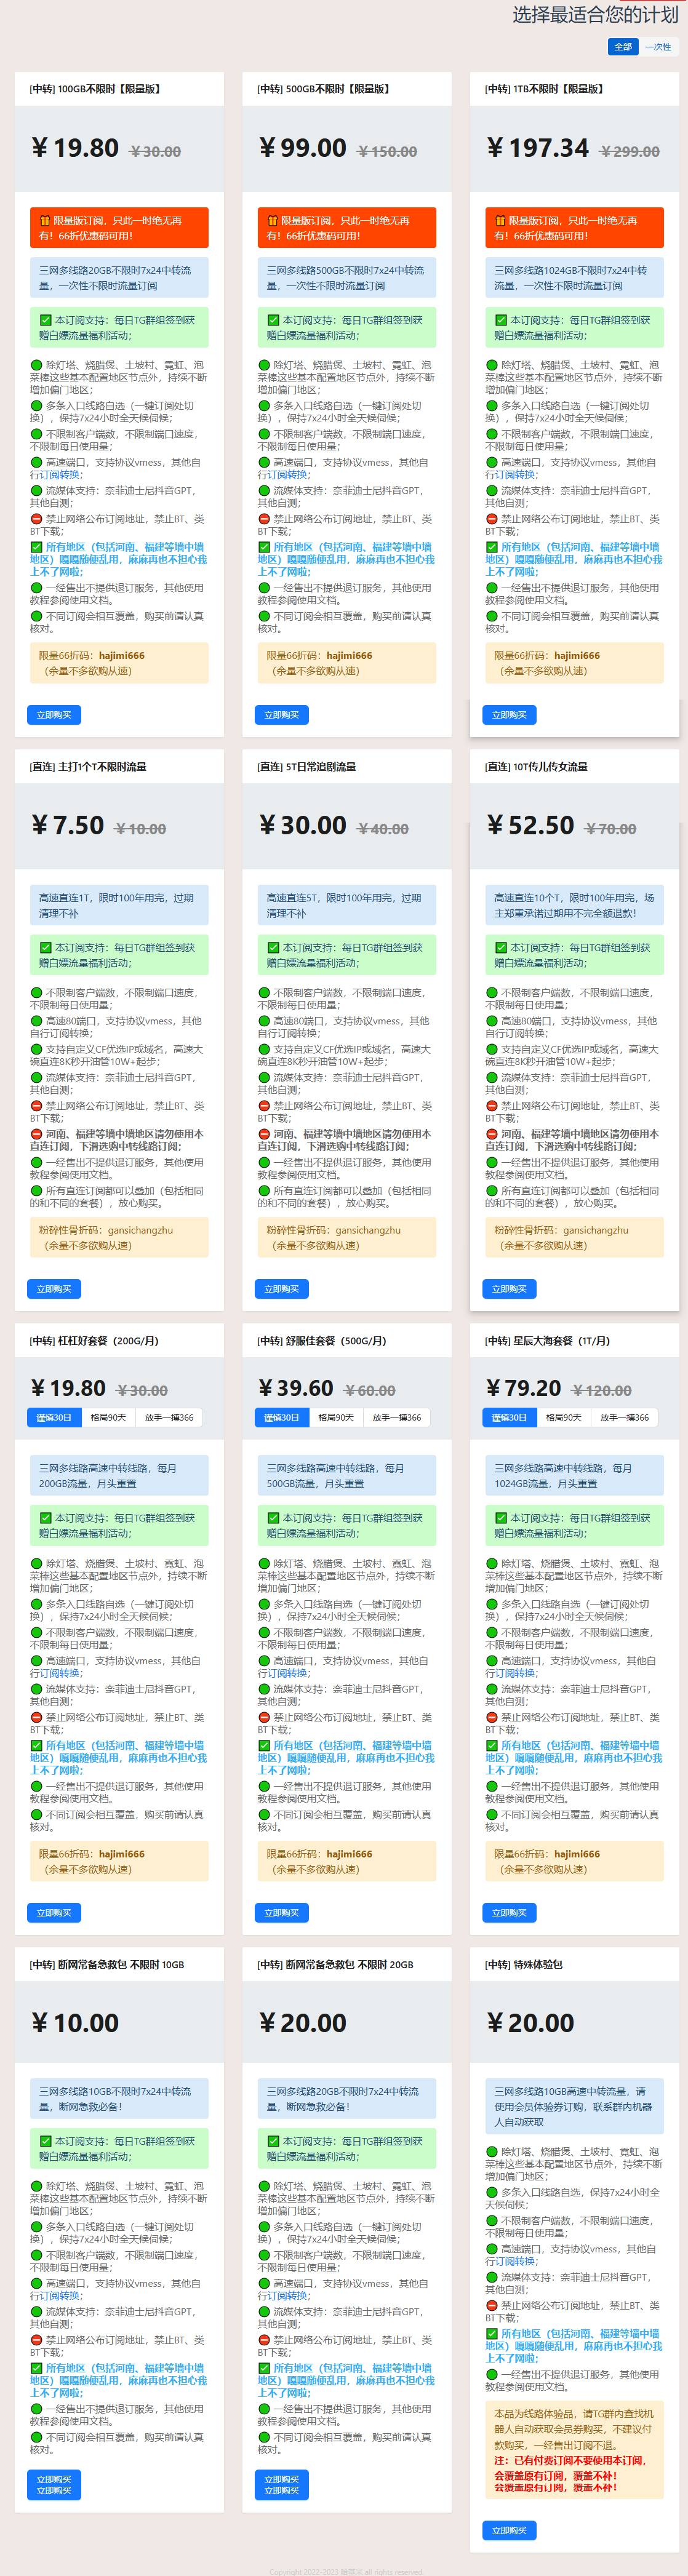 选择最适合您的计划
全部
一次性
[中转] 100GB不限时【限量版】
￥19.80 ￥30.00
🎁 限量版订阅，只此一时绝无再
有！66折优惠码可用！
三网多线路20GB不限时7x24中转流
量，一次性不限时流量订阅
✅ 本订阅支持：每日TG群组签到获
赠白嫖流量福利活动；
🟢 除灯塔、烧腊煲、土坡村、霓虹、泡
菜棒这些基本配置地区节点外，持续不断
增加偏门地区；
🟢 多条入口线路自选（一键订阅处切
换），保持7x24小时全天候伺候；
🟢 不限制客户端数，不限制端口速度，
不限制每日使用量；
🟢 高速端口，支持协议vmess，其他自
行订阅转换；
🟢 流媒体支持：奈菲迪士尼抖音GPT，
其他自测；
⛔ 禁止网络公布订阅地址，禁止BT、类
BT下载；
✅ 所有地区（包括河南、福建等墙中墙
地区）嘎嘎随便乱用，麻麻再也不担心我
上不了网啦；
🟢 一经售出不提供退订服务，其他使用
教程参阅使用文档。
🟢 不同订阅会相互覆盖，购买前请认真
核对。
限量66折码：hajimi666
（余量不多欲购从速）
立即购买
[中转] 500GB不限时【限量版】
￥99.00 ￥150.00
🎁 限量版订阅，只此一时绝无再
有！66折优惠码可用！
三网多线路500GB不限时7x24中转流
量，一次性不限时流量订阅
✅ 本订阅支持：每日TG群组签到获
赠白嫖流量福利活动；
🟢 除灯塔、烧腊煲、土坡村、霓虹、泡
菜棒这些基本配置地区节点外，持续不断
增加偏门地区；
🟢 多条入口线路自选（一键订阅处切
换），保持7x24小时全天候伺候；
🟢 不限制客户端数，不限制端口速度，
不限制每日使用量；
🟢 高速端口，支持协议vmess，其他自
行订阅转换；
🟢 流媒体支持：奈菲迪士尼抖音GPT，
其他自测；
⛔ 禁止网络公布订阅地址，禁止BT、类
BT下载；
✅ 所有地区（包括河南、福建等墙中墙
地区）嘎嘎随便乱用，麻麻再也不担心我
上不了网啦；
🟢 一经售出不提供退订服务，其他使用
教程参阅使用文档。
🟢 不同订阅会相互覆盖，购买前请认真
核对。
限量66折码：hajimi666
（余量不多欲购从速）
立即购买
[中转] 1TB不限时【限量版】
￥197.34 ￥299.00
🎁 限量版订阅，只此一时绝无再
有！66折优惠码可用！
三网多线路1024GB不限时7x24中转
流量，一次性不限时流量订阅
✅ 本订阅支持：每日TG群组签到获
赠白嫖流量福利活动；
🟢 除灯塔、烧腊煲、土坡村、霓虹、泡
菜棒这些基本配置地区节点外，持续不断
增加偏门地区；
🟢 多条入口线路自选（一键订阅处切
换），保持7x24小时全天候伺候；
🟢 不限制客户端数，不限制端口速度，
不限制每日使用量；
🟢 高速端口，支持协议vmess，其他自
行订阅转换；
🟢 流媒体支持：奈菲迪士尼抖音GPT，
其他自测；
⛔ 禁止网络公布订阅地址，禁止BT、类
BT下载；
✅ 所有地区（包括河南、福建等墙中墙
地区）嘎嘎随便乱用，麻麻再也不担心我
上不了网啦；
🟢 一经售出不提供退订服务，其他使用
教程参阅使用文档。
🟢 不同订阅会相互覆盖，购买前请认真
核对。
限量66折码：hajimi666
（余量不多欲购从速）
立即购买
[直连] 主打1个T不限时流量
￥7.50 ￥10.00
高速直连1T，限时100年用完，过期
清理不补
✅ 本订阅支持：每日TG群组签到获
赠白嫖流量福利活动；
🟢 不限制客户端数，不限制端口速度，
不限制每日使用量；
🟢 高速80端口，支持协议vmess，其他
自行订阅转换；
🟢 支持自定义CF优选IP或域名，高速大
碗直连8K秒开油管10W+起步；
🟢 流媒体支持：奈菲迪士尼抖音GPT，
其他自测；
⛔ 禁止网络公布订阅地址，禁止BT、类
BT下载；
⛔ 河南、福建等墙中墙地区请勿使用本
直连订阅，下滑选购中转线路订阅；
🟢 一经售出不提供退订服务，其他使用
教程参阅使用文档。
🟢 所有直连订阅都可以叠加（包括相同
的和不同的套餐），放心购买。
粉碎性骨折码：gansichangzhu
（余量不多欲购从速）
立即购买
[直连] 5T日常追剧流量
￥30.00 ￥40.00
高速直连5T，限时100年用完，过期
清理不补
✅ 本订阅支持：每日TG群组签到获
赠白嫖流量福利活动；
🟢 不限制客户端数，不限制端口速度，
不限制每日使用量；
🟢 高速80端口，支持协议vmess，其他
自行订阅转换；
🟢 支持自定义CF优选IP或域名，高速大
碗直连8K秒开油管10W+起步；
🟢 流媒体支持：奈菲迪士尼抖音GPT，
其他自测；
⛔ 禁止网络公布订阅地址，禁止BT、类
BT下载；
⛔ 河南、福建等墙中墙地区请勿使用本
直连订阅，下滑选购中转线路订阅；
🟢 一经售出不提供退订服务，其他使用
教程参阅使用文档。
🟢 所有直连订阅都可以叠加（包括相同
的和不同的套餐），放心购买。
粉碎性骨折码：gansichangzhu
（余量不多欲购从速）
立即购买
[直连] 10T传儿传女流量
￥52.50 ￥70.00
高速直连10个T，限时100年用完，场
主郑重承诺过期用不完全额退款！
✅ 本订阅支持：每日TG群组签到获
赠白嫖流量福利活动；
🟢 不限制客户端数，不限制端口速度，
不限制每日使用量；
🟢 高速80端口，支持协议vmess，其他
自行订阅转换；
🟢 支持自定义CF优选IP或域名，高速大
碗直连8K秒开油管10W+起步；
🟢 流媒体支持：奈菲迪士尼抖音GPT，
其他自测；
⛔ 禁止网络公布订阅地址，禁止BT、类
BT下载；
⛔ 河南、福建等墙中墙地区请勿使用本
直连订阅，下滑选购中转线路订阅；
🟢 一经售出不提供退订服务，其他使用
教程参阅使用文档。
🟢 所有直连订阅都可以叠加（包括相同
的和不同的套餐），放心购买。
粉碎性骨折码：gansichangzhu
（余量不多欲购从速）
立即购买
[中转] 杠杠好套餐（200G/月）
￥19.80 ￥30.00
谨慎30日 格局90天 放手一搏366
三网多线路高速中转线路，每月
200GB流量，月头重置
✅ 本订阅支持：每日TG群组签到获
赠白嫖流量福利活动；
🟢 除灯塔、烧腊煲、土坡村、霓虹、泡
菜棒这些基本配置地区节点外，持续不断
增加偏门地区；
🟢 多条入口线路自选（一键订阅处切
换），保持7x24小时全天候伺候；
🟢 不限制客户端数，不限制端口速度，
不限制每日使用量；
🟢 高速端口，支持协议vmess，其他自
行订阅转换；
🟢 流媒体支持：奈菲迪士尼抖音GPT，
其他自测；
⛔ 禁止网络公布订阅地址，禁止BT、类
BT下载；
✅ 所有地区（包括河南、福建等墙中墙
地区）嘎嘎随便乱用，麻麻再也不担心我
上不了网啦；
🟢 一经售出不提供退订服务，其他使用
教程参阅使用文档。
🟢 不同订阅会相互覆盖，购买前请认真
核对。
限量66折码：hajimi666
（余量不多欲购从速）
立即购买
[中转] 舒服佳套餐（500G/月）
￥39.60 ￥60.00
谨慎30日 格局90天 放手一搏366
三网多线路高速中转线路，每月
500GB流量，月头重置
✅ 本订阅支持：每日TG群组签到获
赠白嫖流量福利活动；
🟢 除灯塔、烧腊煲、土坡村、霓虹、泡
菜棒这些基本配置地区节点外，持续不断
增加偏门地区；
🟢 多条入口线路自选（一键订阅处切
换），保持7x24小时全天候伺候；
🟢 不限制客户端数，不限制端口速度，
不限制每日使用量；
🟢 高速端口，支持协议vmess，其他自
行订阅转换；
🟢 流媒体支持：奈菲迪士尼抖音GPT，
其他自测；
⛔ 禁止网络公布订阅地址，禁止BT、类
BT下载；
✅ 所有地区（包括河南、福建等墙中墙
地区）嘎嘎随便乱用，麻麻再也不担心我
上不了网啦；
🟢 一经售出不提供退订服务，其他使用
教程参阅使用文档。
🟢 不同订阅会相互覆盖，购买前请认真
核对。
限量66折码：hajimi666
（余量不多欲购从速）
立即购买
[中转] 星辰大海套餐（1T/月）
￥79.20 ￥120.00
谨慎30日 格局90天 放手一搏366
三网多线路高速中转线路，每月
1024GB流量，月头重置
✅ 本订阅支持：每日TG群组签到获
赠白嫖流量福利活动；
🟢 除灯塔、烧腊煲、土坡村、霓虹、泡
菜棒这些基本配置地区节点外，持续不断
增加偏门地区；
🟢 多条入口线路自选（一键订阅处切
换），保持7x24小时全天候伺候；
🟢 不限制客户端数，不限制端口速度，
不限制每日使用量；
🟢 高速端口，支持协议vmess，其他自
行订阅转换；
🟢 流媒体支持：奈菲迪士尼抖音GPT，
其他自测；
⛔ 禁止网络公布订阅地址，禁止BT、类
BT下载；
✅ 所有地区（包括河南、福建等墙中墙
地区）嘎嘎随便乱用，麻麻再也不担心我
上不了网啦；
🟢 一经售出不提供退订服务，其他使用
教程参阅使用文档。
🟢 不同订阅会相互覆盖，购买前请认真
核对。
限量66折码：hajimi666
（余量不多欲购从速）
立即购买
[中转] 断网常备急救包 不限时 10GB
￥10.00
三网多线路10GB不限时7x24中转流
量，断网急救必备！
✅ 本订阅支持：每日TG群组签到获
赠白嫖流量福利活动；
🟢 除灯塔、烧腊煲、土坡村、霓虹、泡
菜棒这些基本配置地区节点外，持续不断
增加偏门地区；
🟢 多条入口线路自选（一键订阅处切
换），保持7x24小时全天候伺候；
🟢 不限制客户端数，不限制端口速度，
不限制每日使用量；
🟢 高速端口，支持协议vmess，其他自
行订阅转换；
🟢 流媒体支持：奈菲迪士尼抖音GPT，
其他自测；
⛔ 禁止网络公布订阅地址，禁止BT、类
BT下载；
✅ 所有地区（包括河南、福建等墙中墙
地区）嘎嘎随便乱用，麻麻再也不担心我
上不了网啦；
🟢 一经售出不提供退订服务，其他使用
教程参阅使用文档。
🟢 不同订阅会相互覆盖，购买前请认真
核对。
立即购买
立即购买
[中转] 断网常备急救包 不限时 20GB
￥20.00
三网多线路20GB不限时7x24中转流
量，断网急救必备！
✅ 本订阅支持：每日TG群组签到获
赠白嫖流量福利活动；
🟢 除灯塔、烧腊煲、土坡村、霓虹、泡
菜棒这些基本配置地区节点外，持续不断
增加偏门地区；
🟢 多条入口线路自选（一键订阅处切
换），保持7x24小时全天候伺候；
🟢 不限制客户端数，不限制端口速度，
不限制每日使用量；
🟢 高速端口，支持协议vmess，其他自
行订阅转换；
🟢 流媒体支持：奈菲迪士尼抖音GPT，
其他自测；
⛔ 禁止网络公布订阅地址，禁止BT、类
BT下载；
✅ 所有地区（包括河南、福建等墙中墙
地区）嘎嘎随便乱用，麻麻再也不担心我
上不了网啦；
🟢 一经售出不提供退订服务，其他使用
教程参阅使用文档。
🟢 不同订阅会相互覆盖，购买前请认真
核对。
立即购买
立即购买
[中转] 特殊体验包
￥20.00
三网多线路10GB高速中转流量，请
使用会员体验券订购，联系群内机器
人自动获取
🟢 除灯塔、烧腊煲、土坡村、霓虹、泡
菜棒这些基本配置地区节点外，持续不断
增加偏门地区；
🟢 多条入口线路自选，保持7x24小时全
天候伺候；
🟢 不限制客户端数，不限制端口速度，
不限制每日使用量；
🟢 高速端口，支持协议vmess，其他自
行订阅转换；
🟢 流媒体支持：奈菲迪士尼抖音GPT，
其他自测；
⛔ 禁止网络公布订阅地址，禁止BT、类
BT下载；
✅ 所有地区（包括河南、福建等墙中墙
地区）嘎嘎随便乱用，麻麻再也不担心我
上不了网啦；
🟢 一经售出不提供退订服务，其他使用
教程参阅使用文档。
本品为线路体验品，请TG群内查找机
器人自动获取会员券购买，不建议付
款购买，一经售出订阅不退。
注：已有付费订阅不要使用本订阅，
会覆盖原有订阅，覆盖不补！
会覆盖原有订阅，覆盖不补！
立即购买
Copyright 2022-2023 all rights reserved.